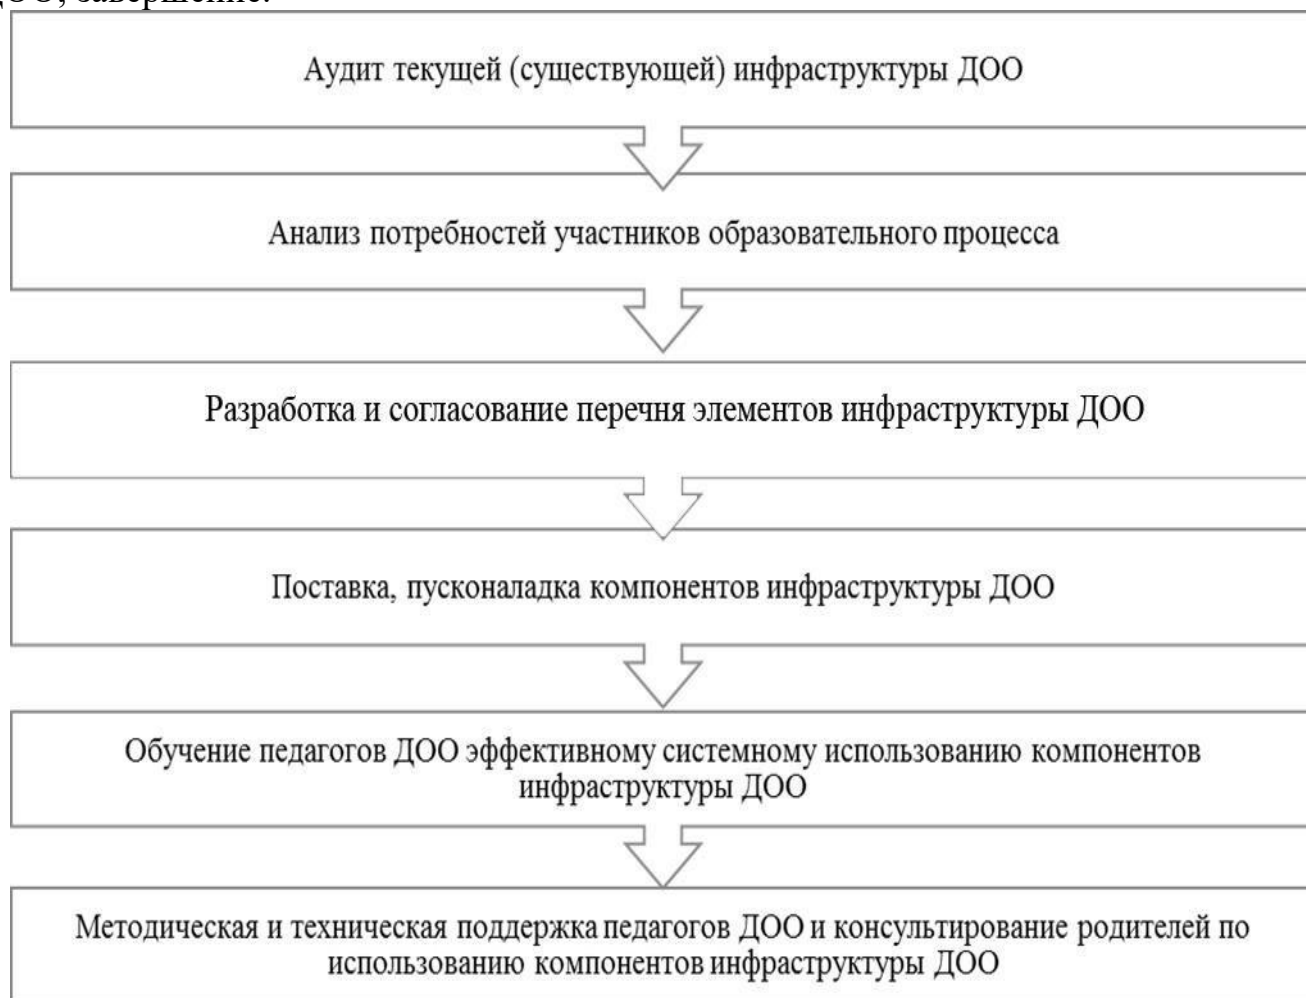 ДОО, завершение.
Аудит текущей (существующей) инфраструктуры ДОО
Анализ потребностей участников образовательного процесса
Разработка и согласование перечня элементов инфраструктуры ДОО
Поставка, пусконаладка компонентов инфраструктуры ДОО
Обучение педагогов ДОО эффективному системному использованию компонентов
инфраструктуры ДОО
Методическая и техническая поддержка педагогов ДОО и консультирование родителей по
использованию компонентов инфраструктуры ДОО